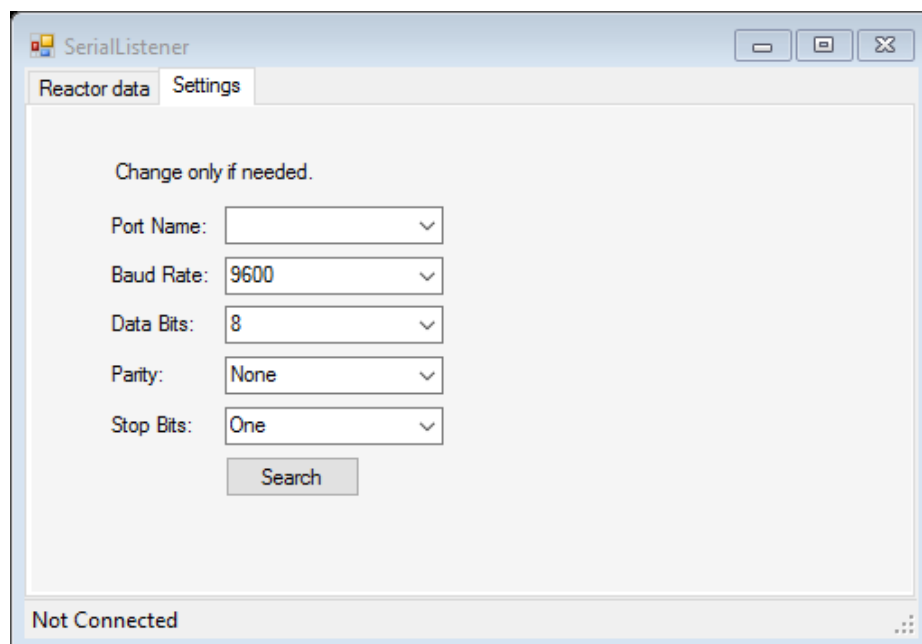 SerialListener
Reactor data Settings
Change only if needed.
Port Name:
Baud Rate: 9600
Data Bits: 8
Parity: None
Stop Bits: One
Search
Not Connected